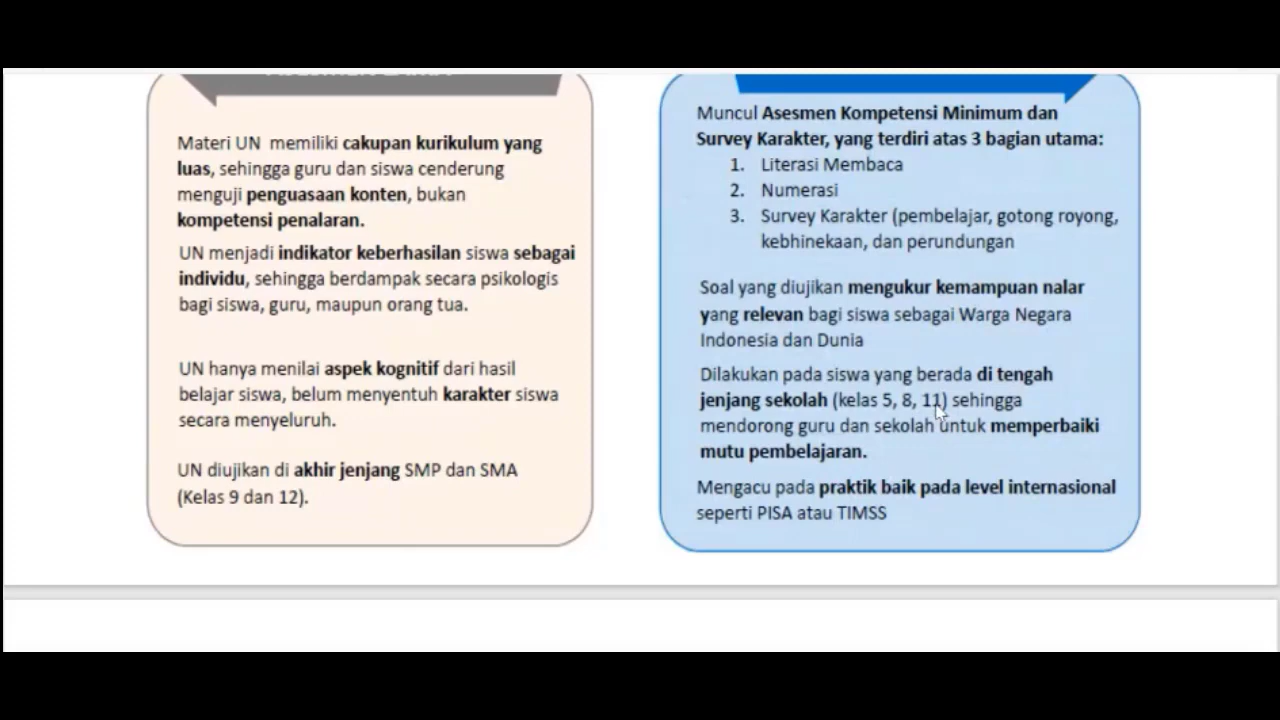 Materi UN memiliki cakupan kurikulum yang
luas, sehingga guru dan siswa cenderung
menguji penguasaan konten, bukan
kompetensi penalaran.
UN menjadi indikator keberhasilan siswa sebagai
individu, sehingga berdampak secara psikologis
bagi siswa, guru, maupun orang tua.
UN hanya menilai aspek kognitif dari hasil
belajar siswa, belum menyentuh karakter siswa
secara menyeluruh.
UN diujikan di akhir jenjang SMP dan SMA
(Kelas 9 dan 12).
Muncul Asesmen Kompetensi Minimum dan
Survey Karakter, yang terdiri atas 3 bagian utama:
1. Literasi Membaca
2. Numerasi
3. Survey Karakter (pembelajar, gotong royong,
kebhinekaan, dan perundungan
Soal yang diujikan mengukur kemampuan nalar
yang relevan bagi siswa sebagai Warga Negara
Indonesia dan Dunia
Dilakukan pada siswa yang berada di tengah
jenjang sekolah (kelas 5, 8, 11) sehingga
mendorong guru dan sekolah untuk memperbaiki
mutu pembelajaran.
Mengacu pada praktik baik pada level internasional
seperti PISA atau TIMSS